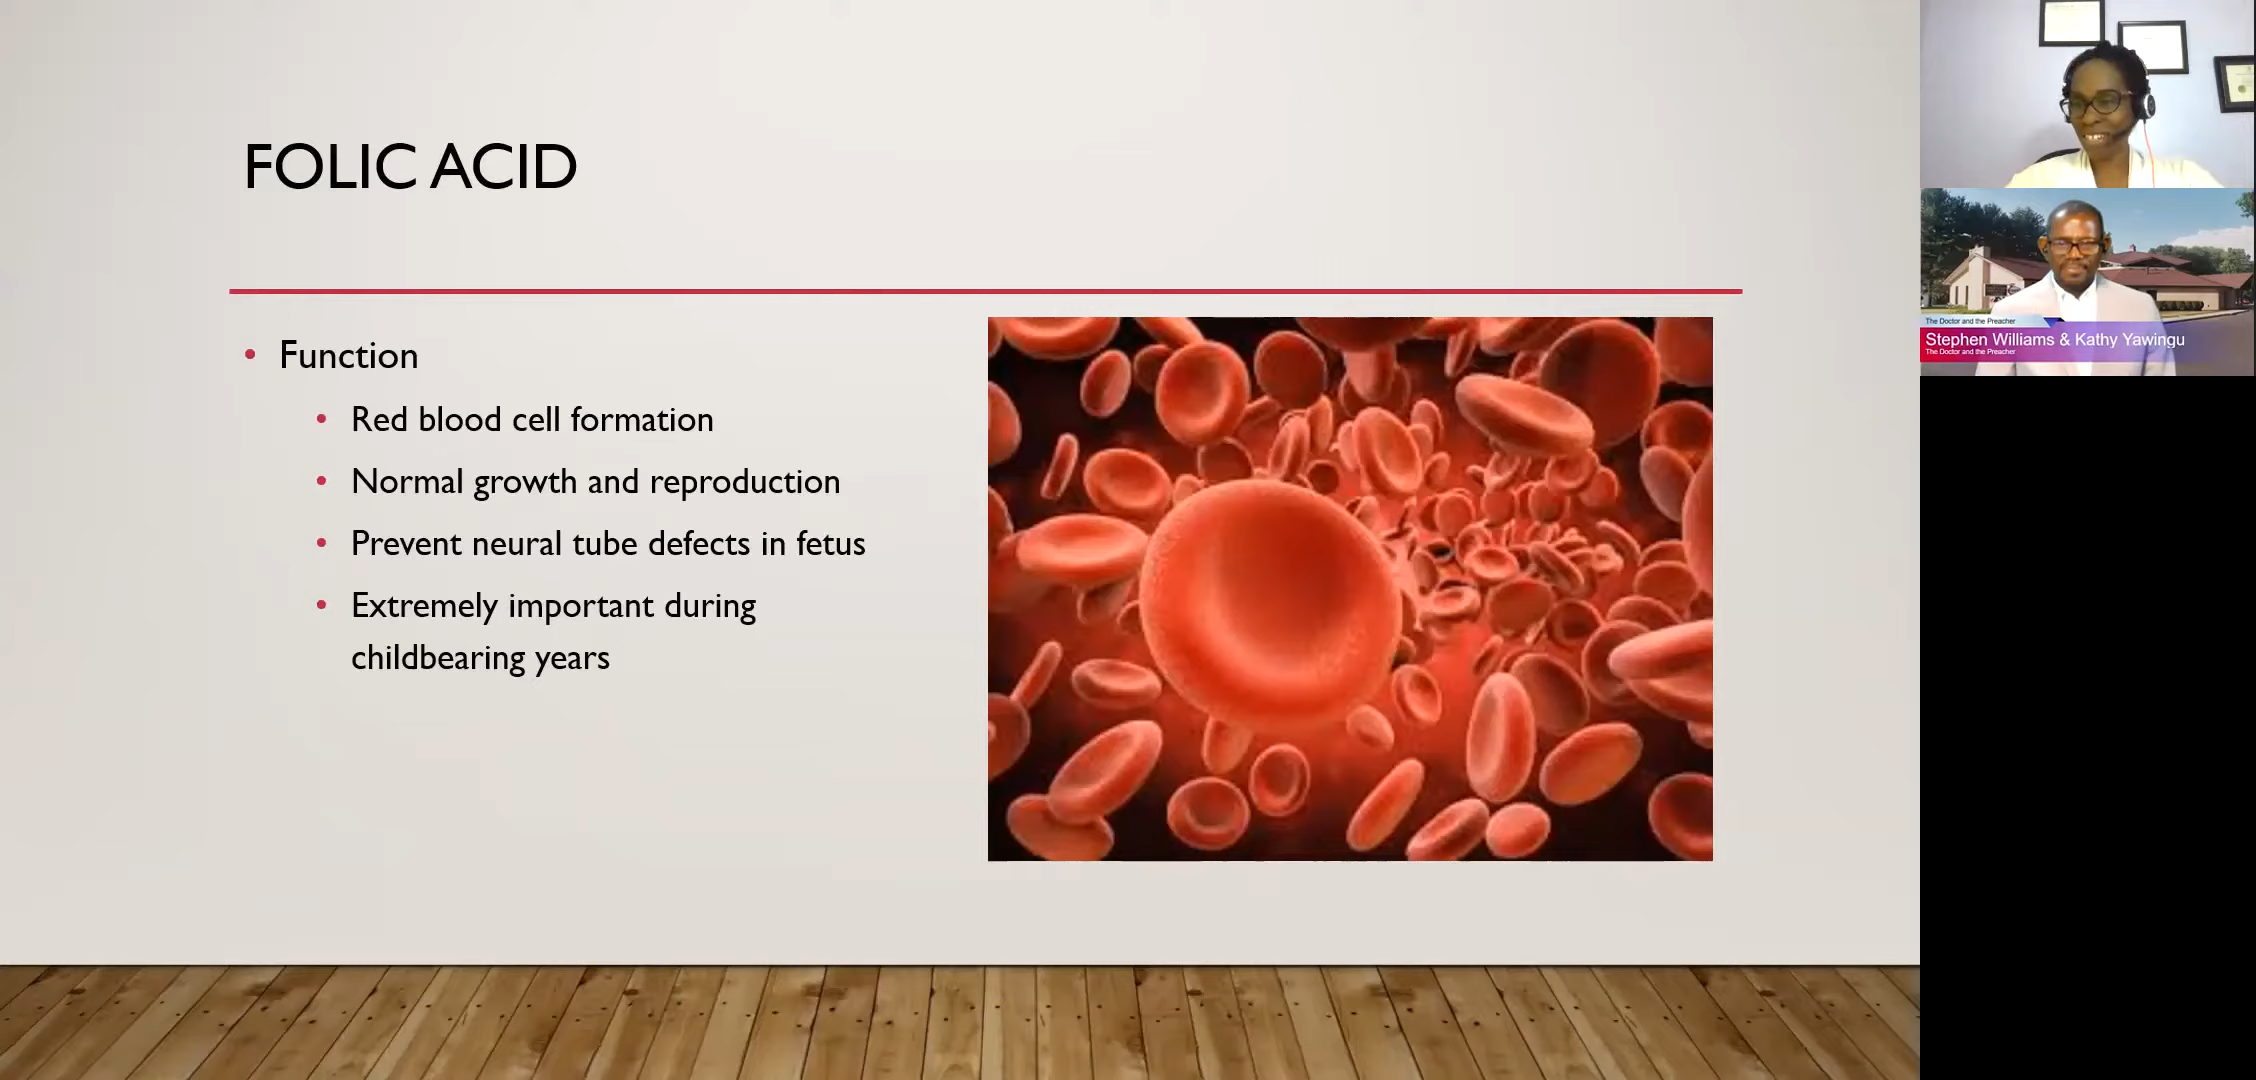 FOLIC ACID
• Function
• Red blood cell formation
• Normal growth and reproduction
• Prevent neural tube defects in fetus
• Extremely important during
childbearing years
The Doctor and the Preacher
Stephen Williams & Kathy Yawingu
The Doctor and the Preacher